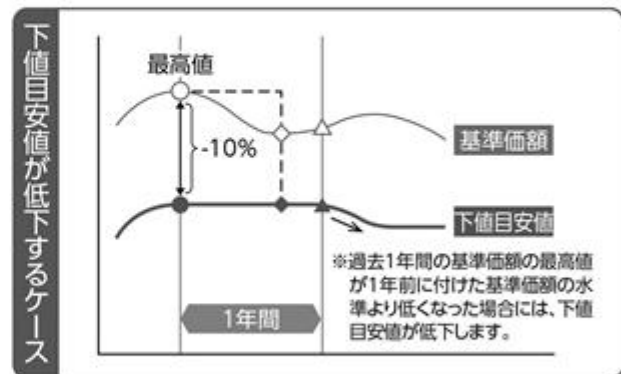 下値目安値が低下するケース
最高値
-10%
基準価額
下値目安値
※過去1年間の基準価額の最高値
が1年前に付けた基準価額の水
準より低くなった場合には、下値
目安値が低下します。
1年間